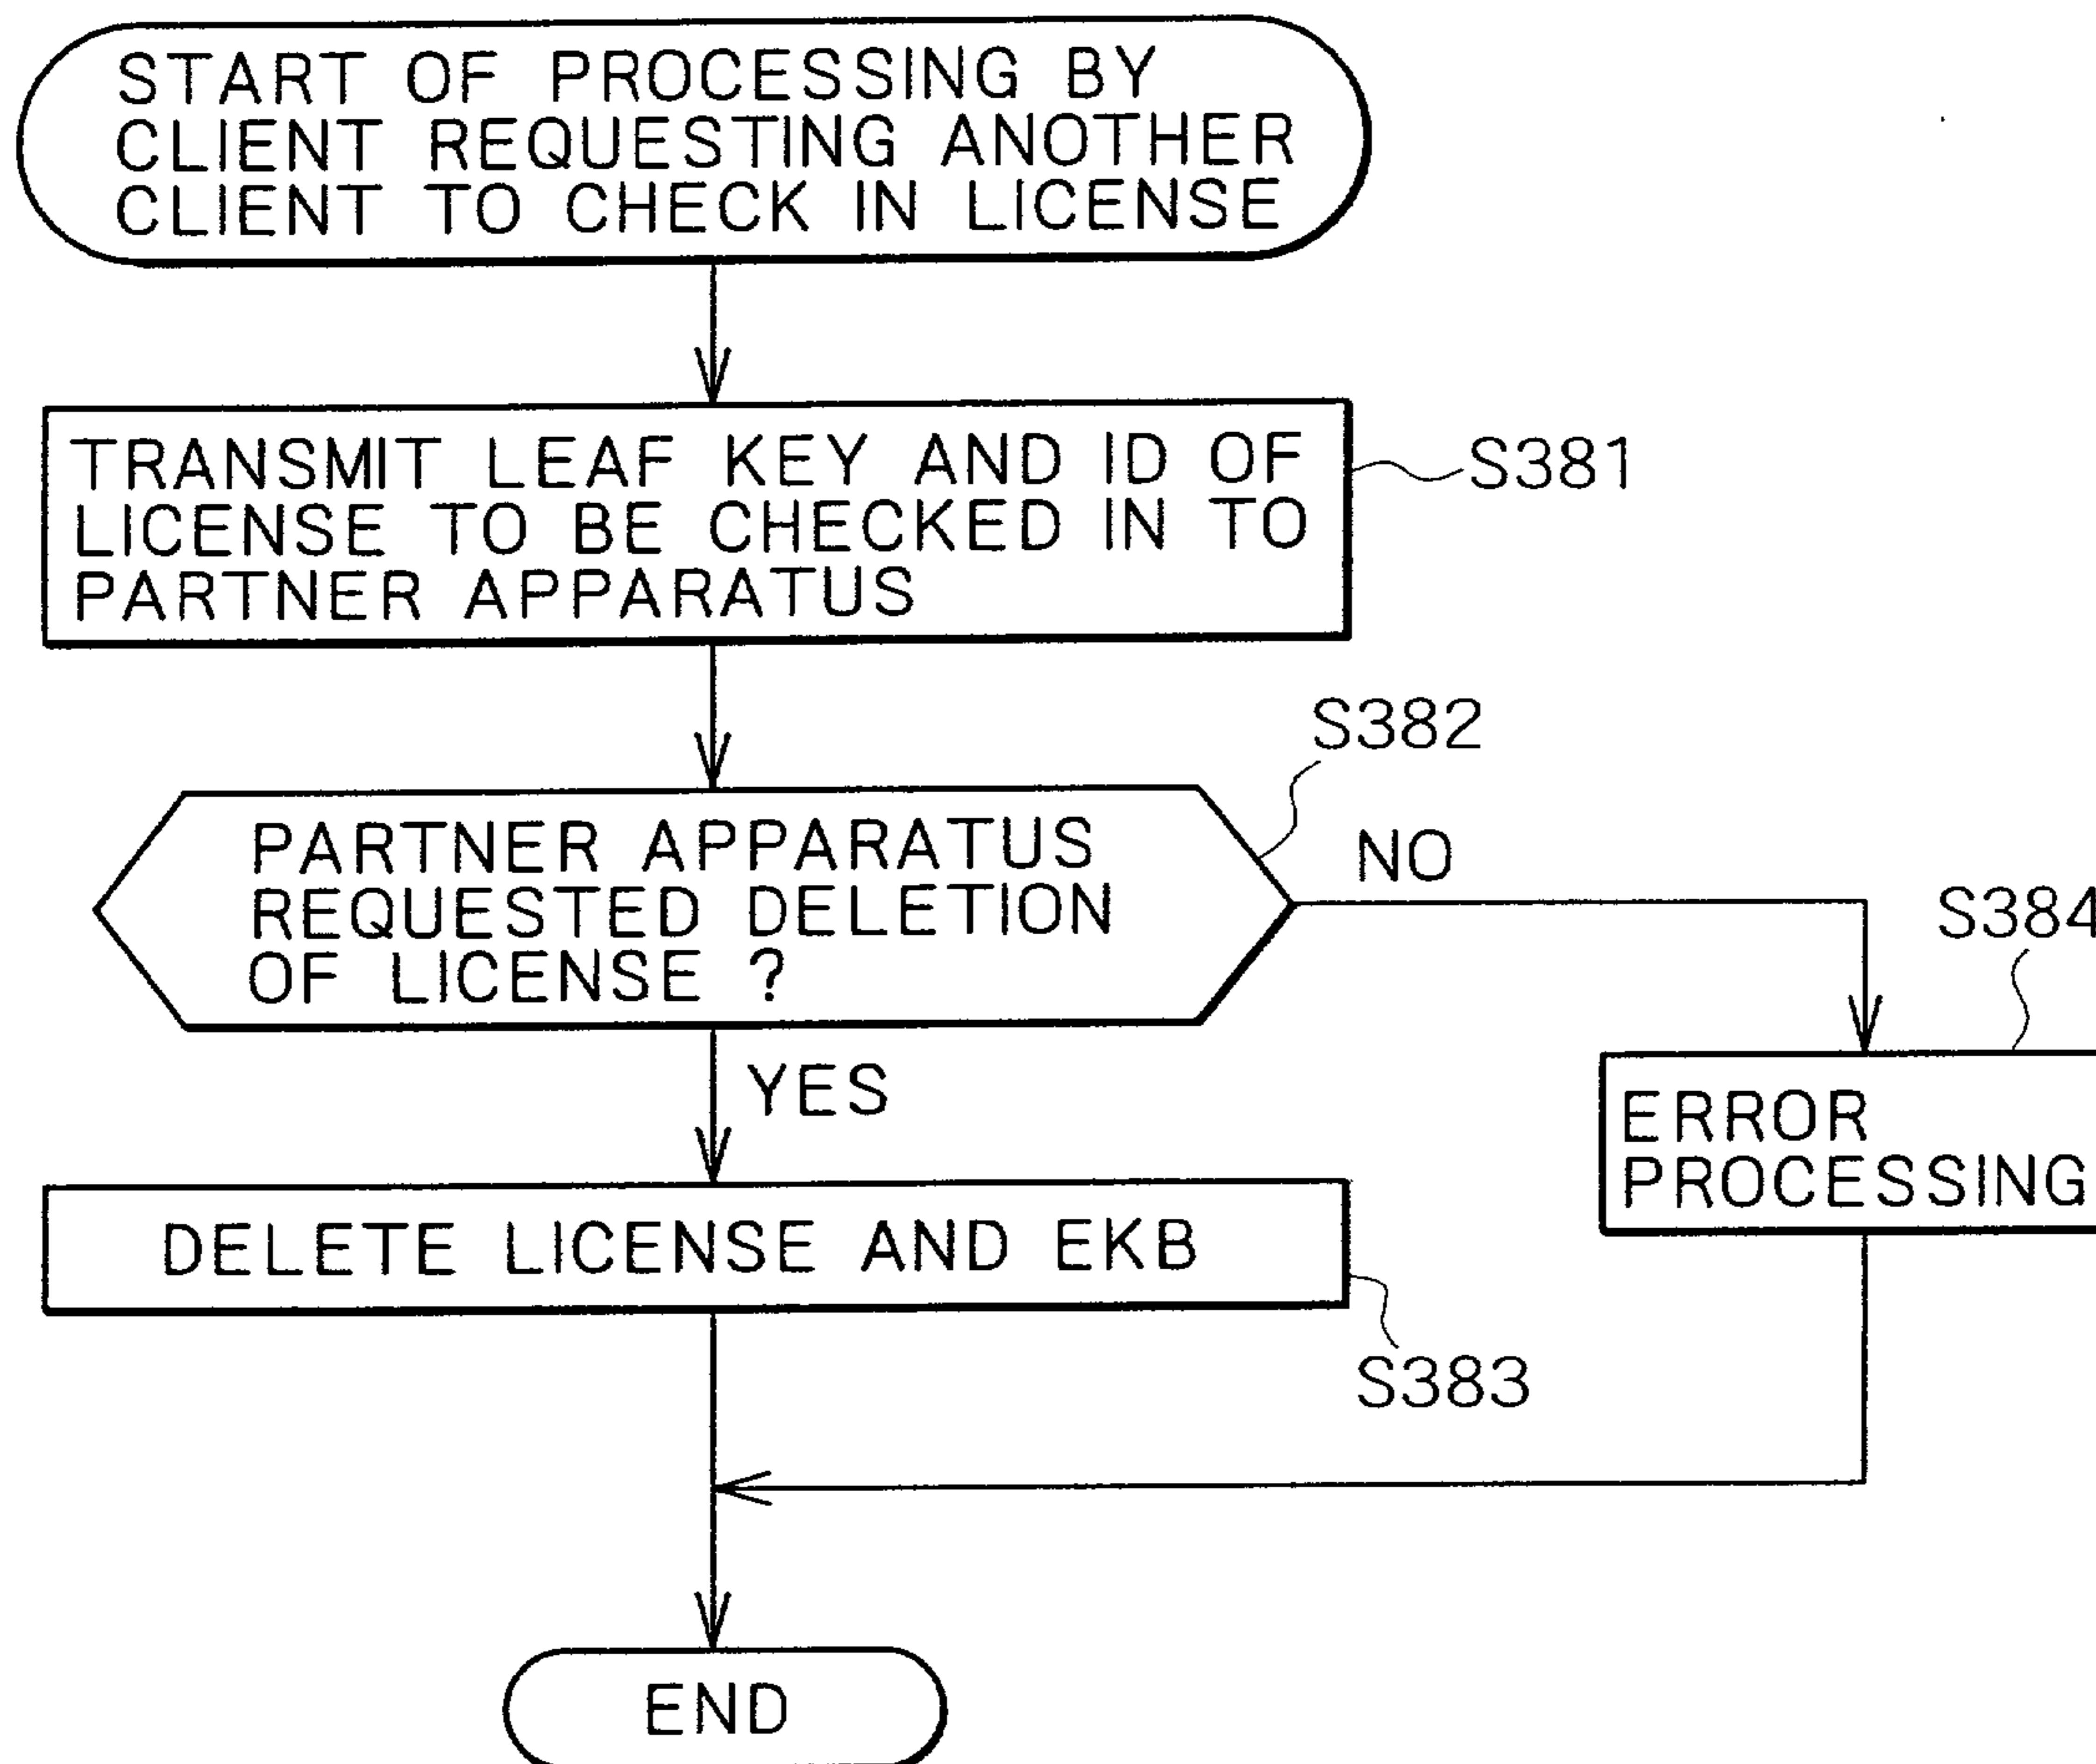 START OF PROCESSING BY
CLIENT REQUESTING ANOTHER
CLIENT TO CHECK IN LICENSE
TRANSMIT LEAF KEY AND ID OF
LICENSE TO BE CHECKED IN TO
PARTNER APPARATUS
S381
S382
PARTNER APPARATUS
REQUESTED DELETION
OF LICENSE ?
NO
S384
YES
ERROR
PROCESSING
DELETE LICENSE AND EKB
S383
END